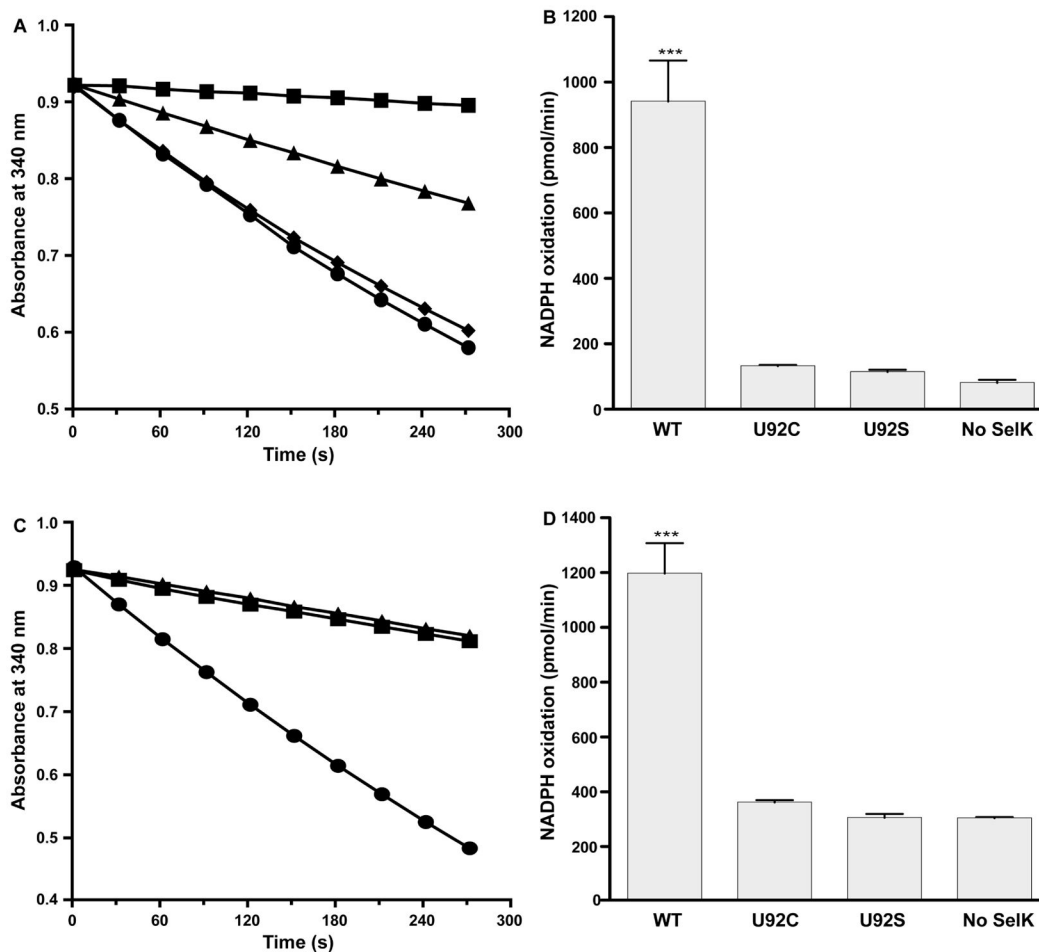 A
Absorbance at 340 nm
1.0
0.9
0.8
0.7
0.6
0.5
0 60 120 180 240 300
Time (s)
B
NADPH oxidation (pmol/min)
1200
1000
800
600
400
200
0
***
WT U92C U92S No SelK
C
Absorbance at 340 nm
1.0
0.9
0.8
0.7
0.6
0.5
0.4
0 60 120 180 240 300
Time (s)
D
NADPH oxidation (pmol/min)
1400
1200
1000
800
600
400
200
0
***
WT U92C U92S No SelK